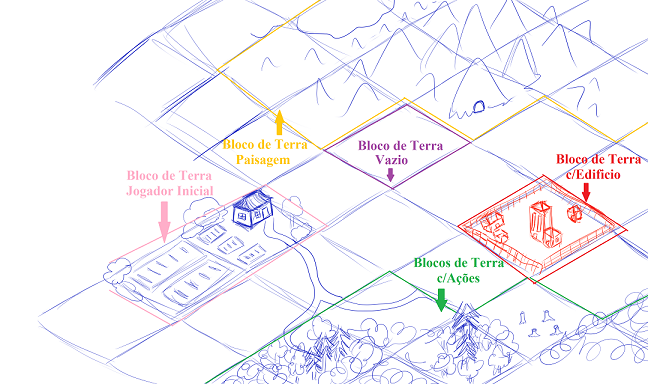 Bloco de Terra
Paisagem
Bloco de Terra
Vazio
Bloco de Terra
c/Edificio
Bloco de Terra
Jogador Inicial
Blocos de Terra
c/Ações